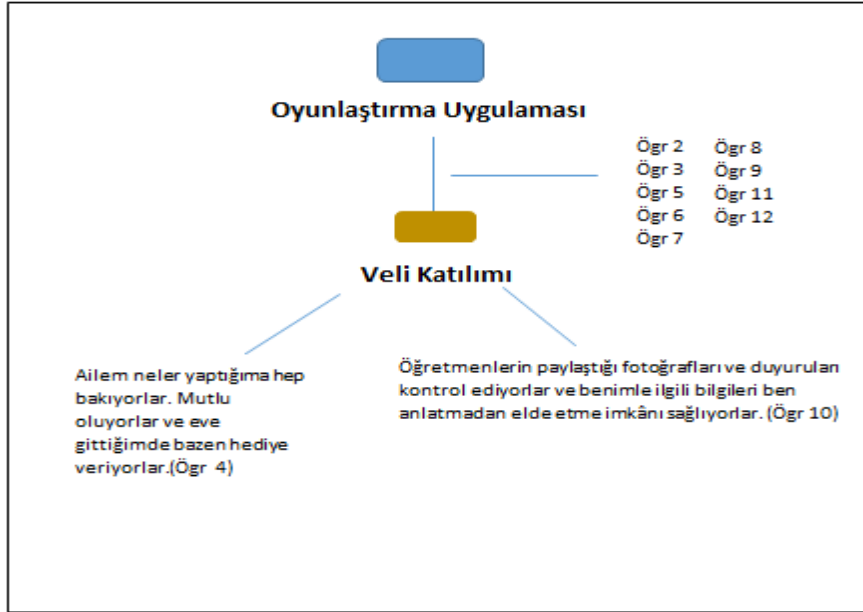 Oyunlaştırma Uygulaması
Ögr 2
Ögr 3
Ögr 5
Ögr 6
Ögr 7
Ögr 8
Ögr 9
Ögr 11
Ögr 12
Veli Katılımı
Ailem neler yaptığıma hep
bakıyorlar. Mutlu
oluyorlar ve eve
gittiğimde bazen hediye
veriyorlar.(Ögr 4)
Öğretmenlerin paylaştığı fotoğrafları ve duyurulan
kontrol ediyorlar ve benimle ilgili bilgileri ben
anlatmadan elde etme imkânı sağlıyorlar. (Ögr 10)